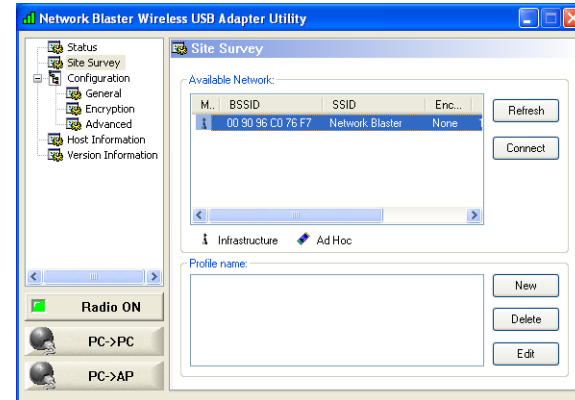 Network Blaster Wireless USB Adapter Utility
Status
Site Survey
Configuration
General
Encryption
Advanced
Host Information
Version Information
Radio ON
PC->PC
PC->AP
Site Survey
Available Network:
M.. BSSID SSID Enc...
00 90 96 C0 76 F7 Network Blaster None
Refresh
Connect
Infrastructure Ad Hoc
Profile name:
New
Delete
Edit